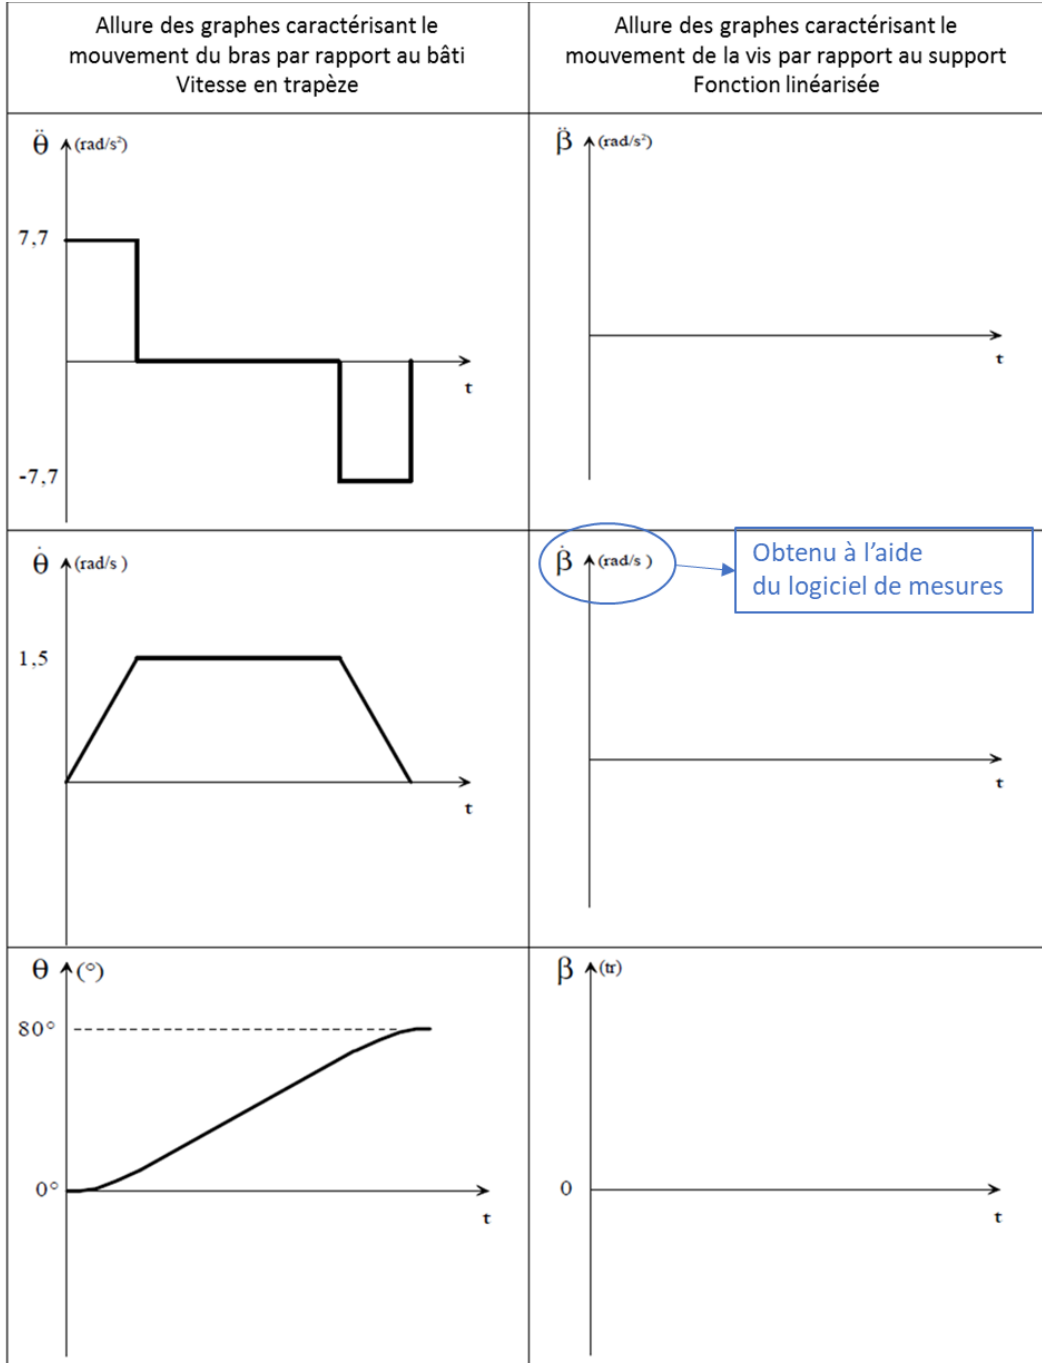 Allure des graphes caractérisant le
mouvement du bras par rapport au bâti
Vitesse en trapèze
Allure des graphes caractérisant le
mouvement de la vis par rapport au support
Fonction linéarisée
θ̈ (rad/s²)
7,7
-7,7
t
β̈ (rad/s²)
t
θ̇ (rad/s )
1,5
t
β̇ (rad/s )
Obtenu à l’aide
du logiciel de mesures
t
θ (°)
80°
0°
t
β (tr)
0
t